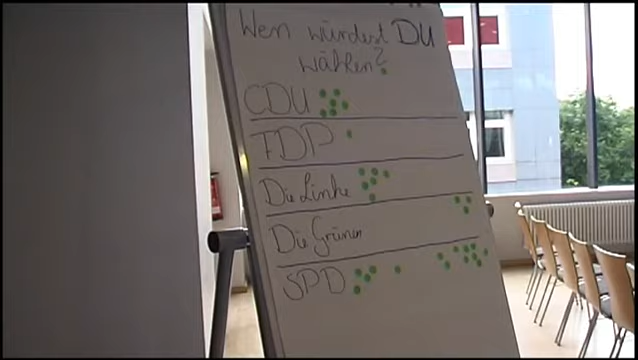 Wen würdest DU
wählen?
CDU
FDP
Die Linke
Die Grünen
SPD